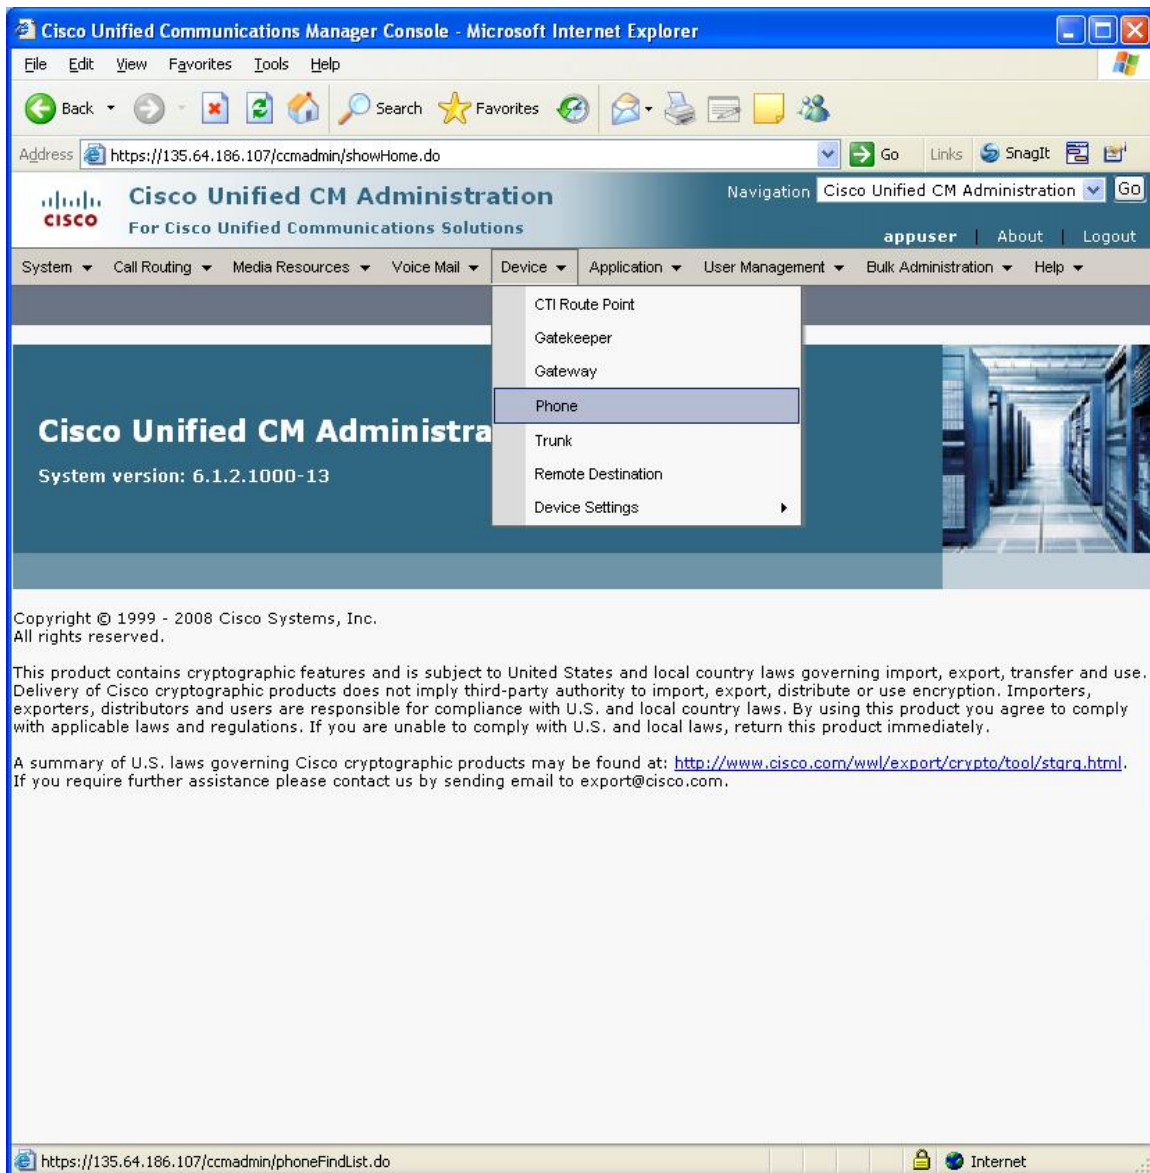 Cisco Unified Communications Manager Console - Microsoft Internet Explorer
File Edit View Favorites Tools Help
Back Search Favorites
Address https://135.64.186.107/ccmadmin/showHome.do Go Links SnagIt
CISCO Cisco Unified CM Administration Navigation Cisco Unified CM Administration Go
For Cisco Unified Communications Solutions appuser | About | Logout
System Call Routing Media Resources Voice Mail Device Application User Management Bulk Administration Help
CTI Route Point
Gatekeeper
Gateway
Phone
Trunk
Remote Destination
Device Settings
Cisco Unified CM Administra
System version: 6.1.2.1000-13
Copyright © 1999 - 2008 Cisco Systems, Inc.
All rights reserved.
This product contains cryptographic features and is subject to United States and local country laws governing import, export, transfer and use.
Delivery of Cisco cryptographic products does not imply third-party authority to import, export, distribute or use encryption. Importers,
exporters, distributors and users are responsible for compliance with U.S. and local country laws. By using this product you agree to comply
with applicable laws and regulations. If you are unable to comply with U.S. and local laws, return this product immediately.
A summary of U.S. laws governing Cisco cryptographic products may be found at: http://www.cisco.com/wwl/export/crypto/tool/stqrg.html.
If you require further assistance please contact us by sending email to export@cisco.com.
https://135.64.186.107/ccmadmin/phoneFindList.do Internet